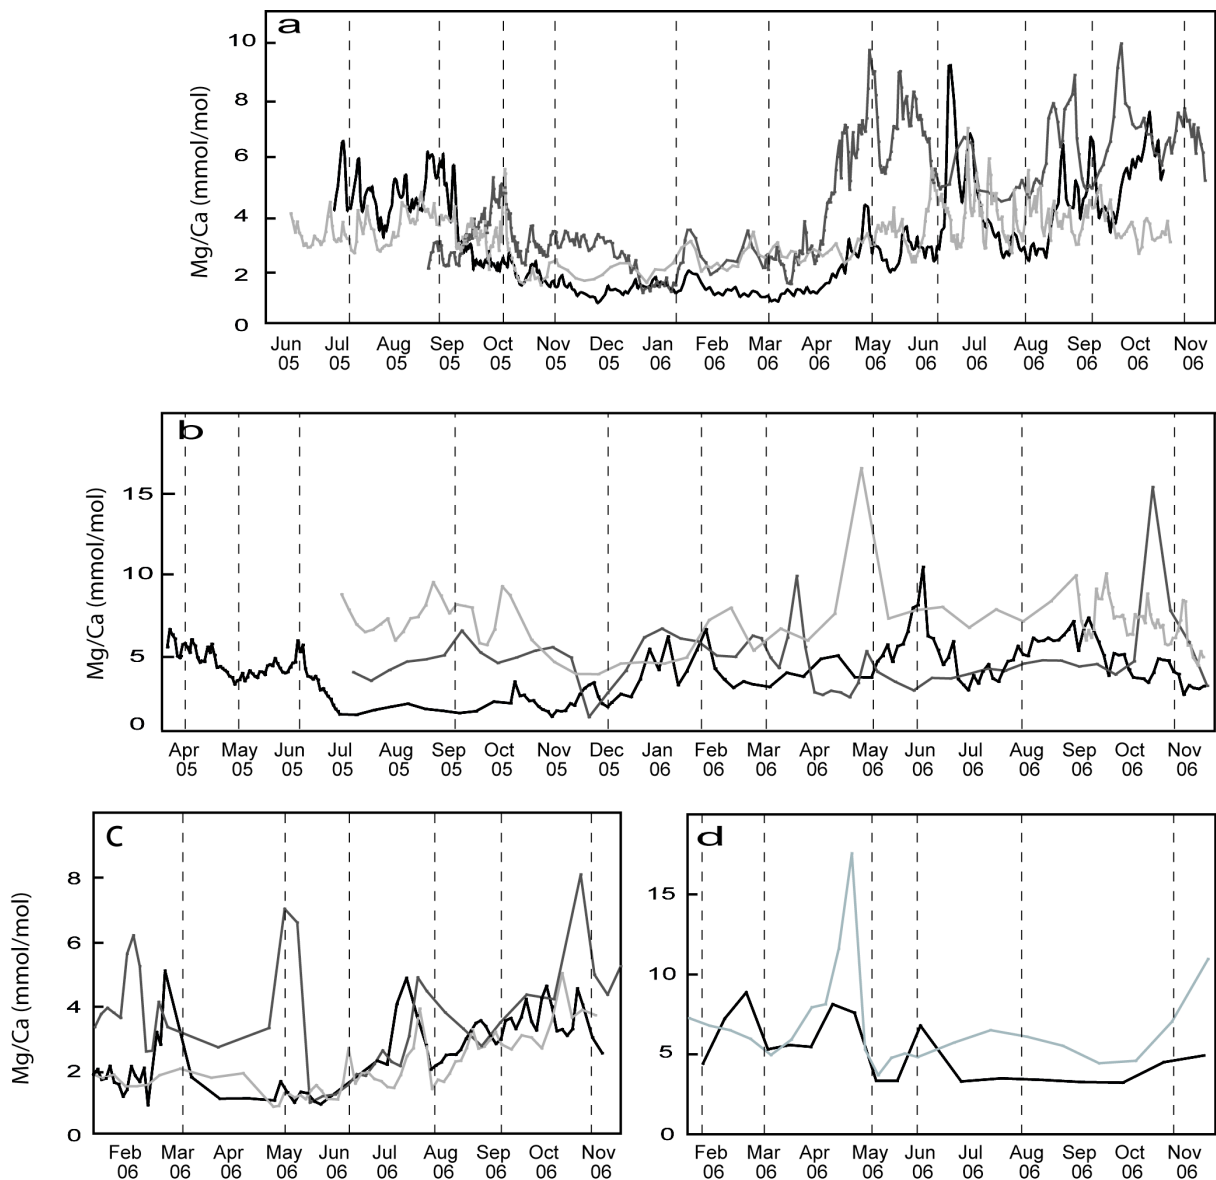 a
10
8
6
4
2
0
Mg/Ca (mmol/mol)
Jun Jul Aug Sep Oct Nov Dec Jan Feb Mar Apr May Jun Jul Aug Sep Oct Nov
05 05 05 05 05 05 05 06 06 06 06 06 06 06 06 06 06 06
b
15
10
5
0
Mg/Ca (mmol/mol)
Apr May Jun Jul Aug Sep Oct Nov Dec Jan Feb Mar Apr May Jun Jul Aug Sep Oct Nov
05 05 05 05 05 05 05 05 05 06 06 06 06 06 06 06 06 06 06 06
c
8
6
4
2
0
Mg/Ca (mmol/mol)
Feb Mar Apr May Jun Jul Aug Sep Oct Nov
06 06 06 06 06 06 06 06 06 06
d
15
10
5
0
Feb Mar Apr May Jun Jul Aug Sep Oct Nov
06 06 06 06 06 06 06 06 06 06